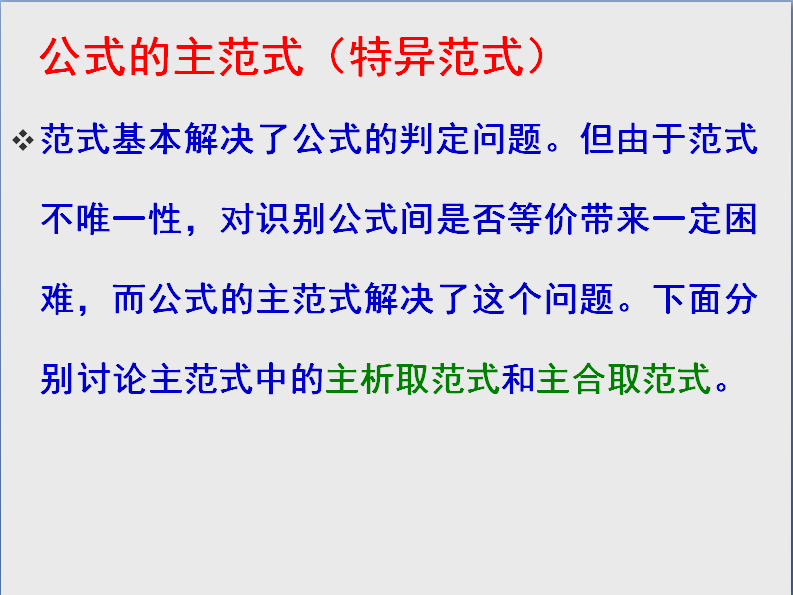 公式的主范式（特异范式）
❖范式基本解决了公式的判定问题。但由于范式
不唯一性，对识别公式间是否等价带来一定困
难，而公式的主范式解决了这个问题。下面分
别讨论主范式中的主析取范式和主合取范式。